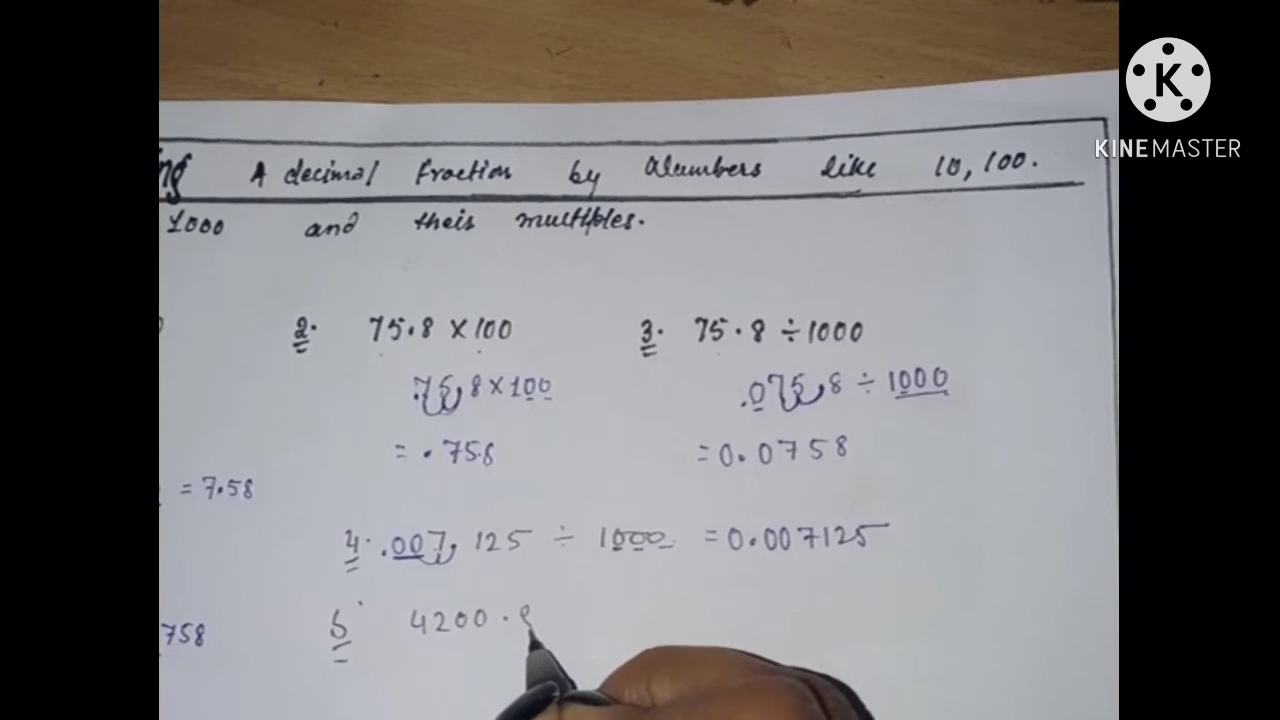 A decimal fraction by Numbers like 10, 100.
1000 and their multiples.
2. 75.8 × 100
.75 8 × 100
= .758
3. 75.8 ÷ 1000
.075 8 ÷ 1000
= 0.0758
= 7.58
4. .007 125 ÷ 1000 = 0.007125
758
5 4200.
K
KINEMASTER